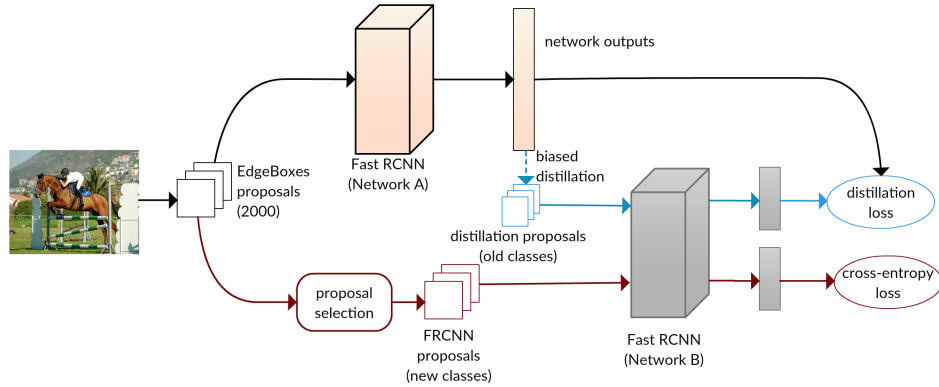 network outputs
Fast RCNN
(Network A)
EdgeBoxes
proposals
(2000)
biased
distillation
distillation proposals
(old classes)
distillation
loss
proposal
selection
FRCNN
proposals
(new classes)
Fast RCNN
(Network B)
cross-entropy
loss